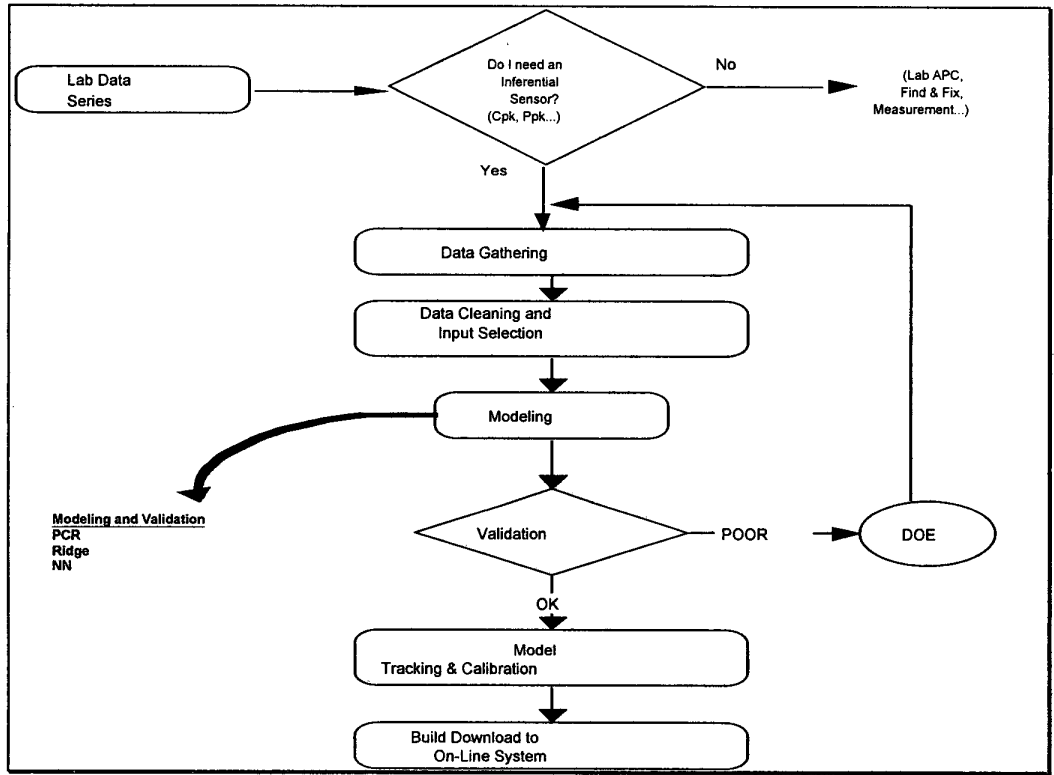 Lab Data
Series
Do I need an
Inferential
Sensor?
(Cpk, Ppk...)
No
(Lab APC,
Find & Fix,
Measurement...)
Yes
Data Gathering
Data Cleaning and
Input Selection
Modeling
Modeling and Validation
PCR
Ridge
NN
Validation
POOR
DOE
OK
Model
Tracking & Calibration
Build Download to
On-Line System